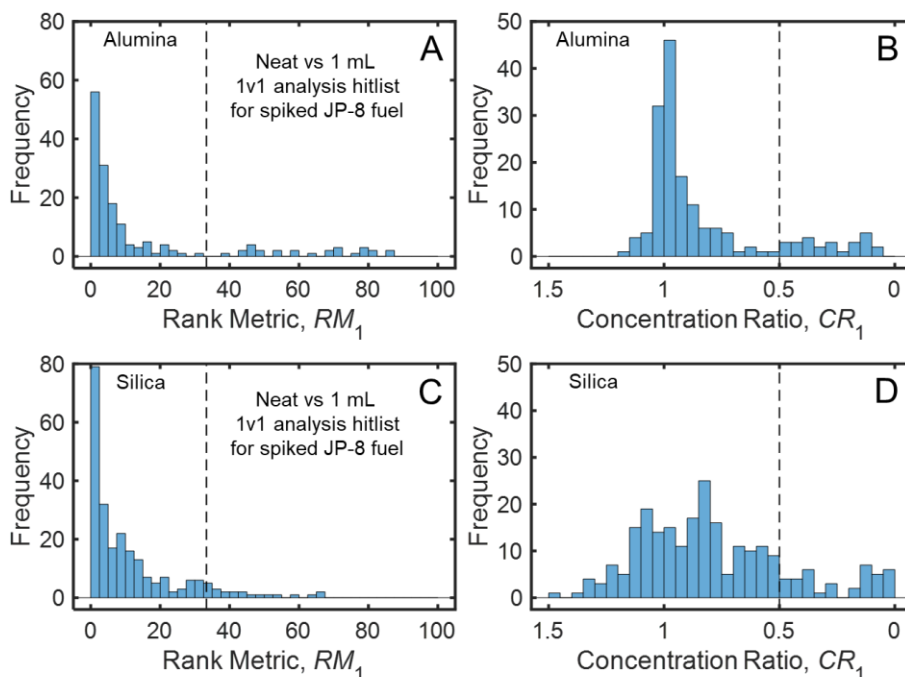 A
Alumina
Neat vs 1 mL
1v1 analysis hitlist
for spiked JP-8 fuel
Frequency
80
60
40
20
0
0 20 40 60 80 100
Rank Metric, RM1
B
Alumina
Frequency
50
40
30
20
10
0
1.5 1 0.5 0
Concentration Ratio, CR1
C
Silica
Neat vs 1 mL
1v1 analysis hitlist
for spiked JP-8 fuel
Frequency
80
60
40
20
0
0 20 40 60 80 100
Rank Metric, RM1
D
Silica
Frequency
50
40
30
20
10
0
1.5 1 0.5 0
Concentration Ratio, CR1